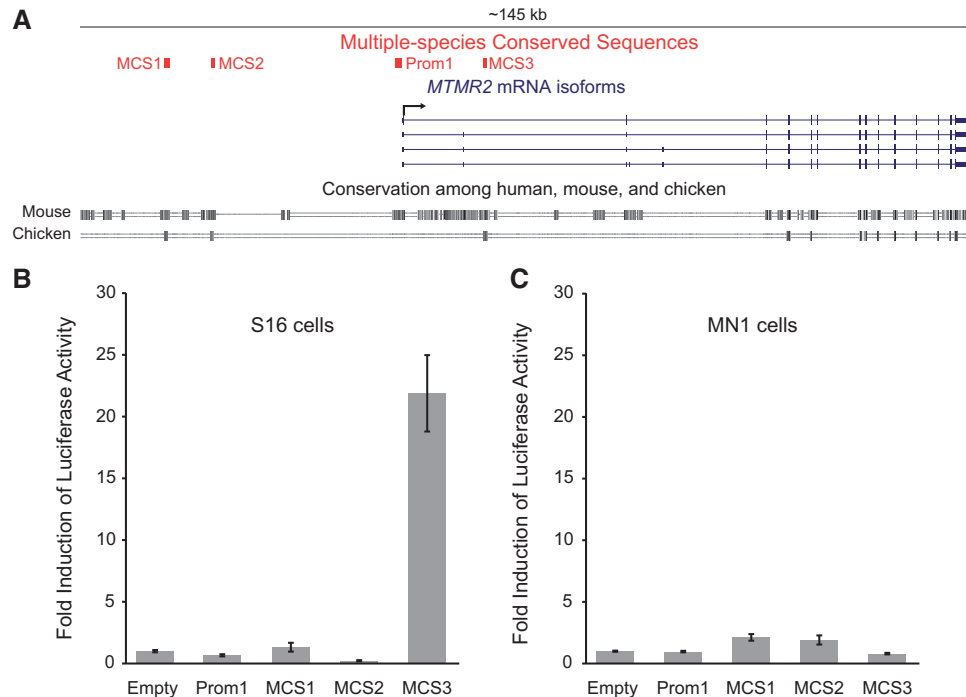 A
~145 kb
Multiple-species Conserved Sequences
MCS1 MCS2 Prom1 MCS3
MTMR2 mRNA isoforms
Conservation among human, mouse, and chicken
Mouse
Chicken
B
S16 cells
Fold Induction of Luciferase Activity
30
25
20
15
10
5
0
Empty Prom1 MCS1 MCS2 MCS3
C
MN1 cells
Fold Induction of Luciferase Activity
30
25
20
15
10
5
0
Empty Prom1 MCS1 MCS2 MCS3